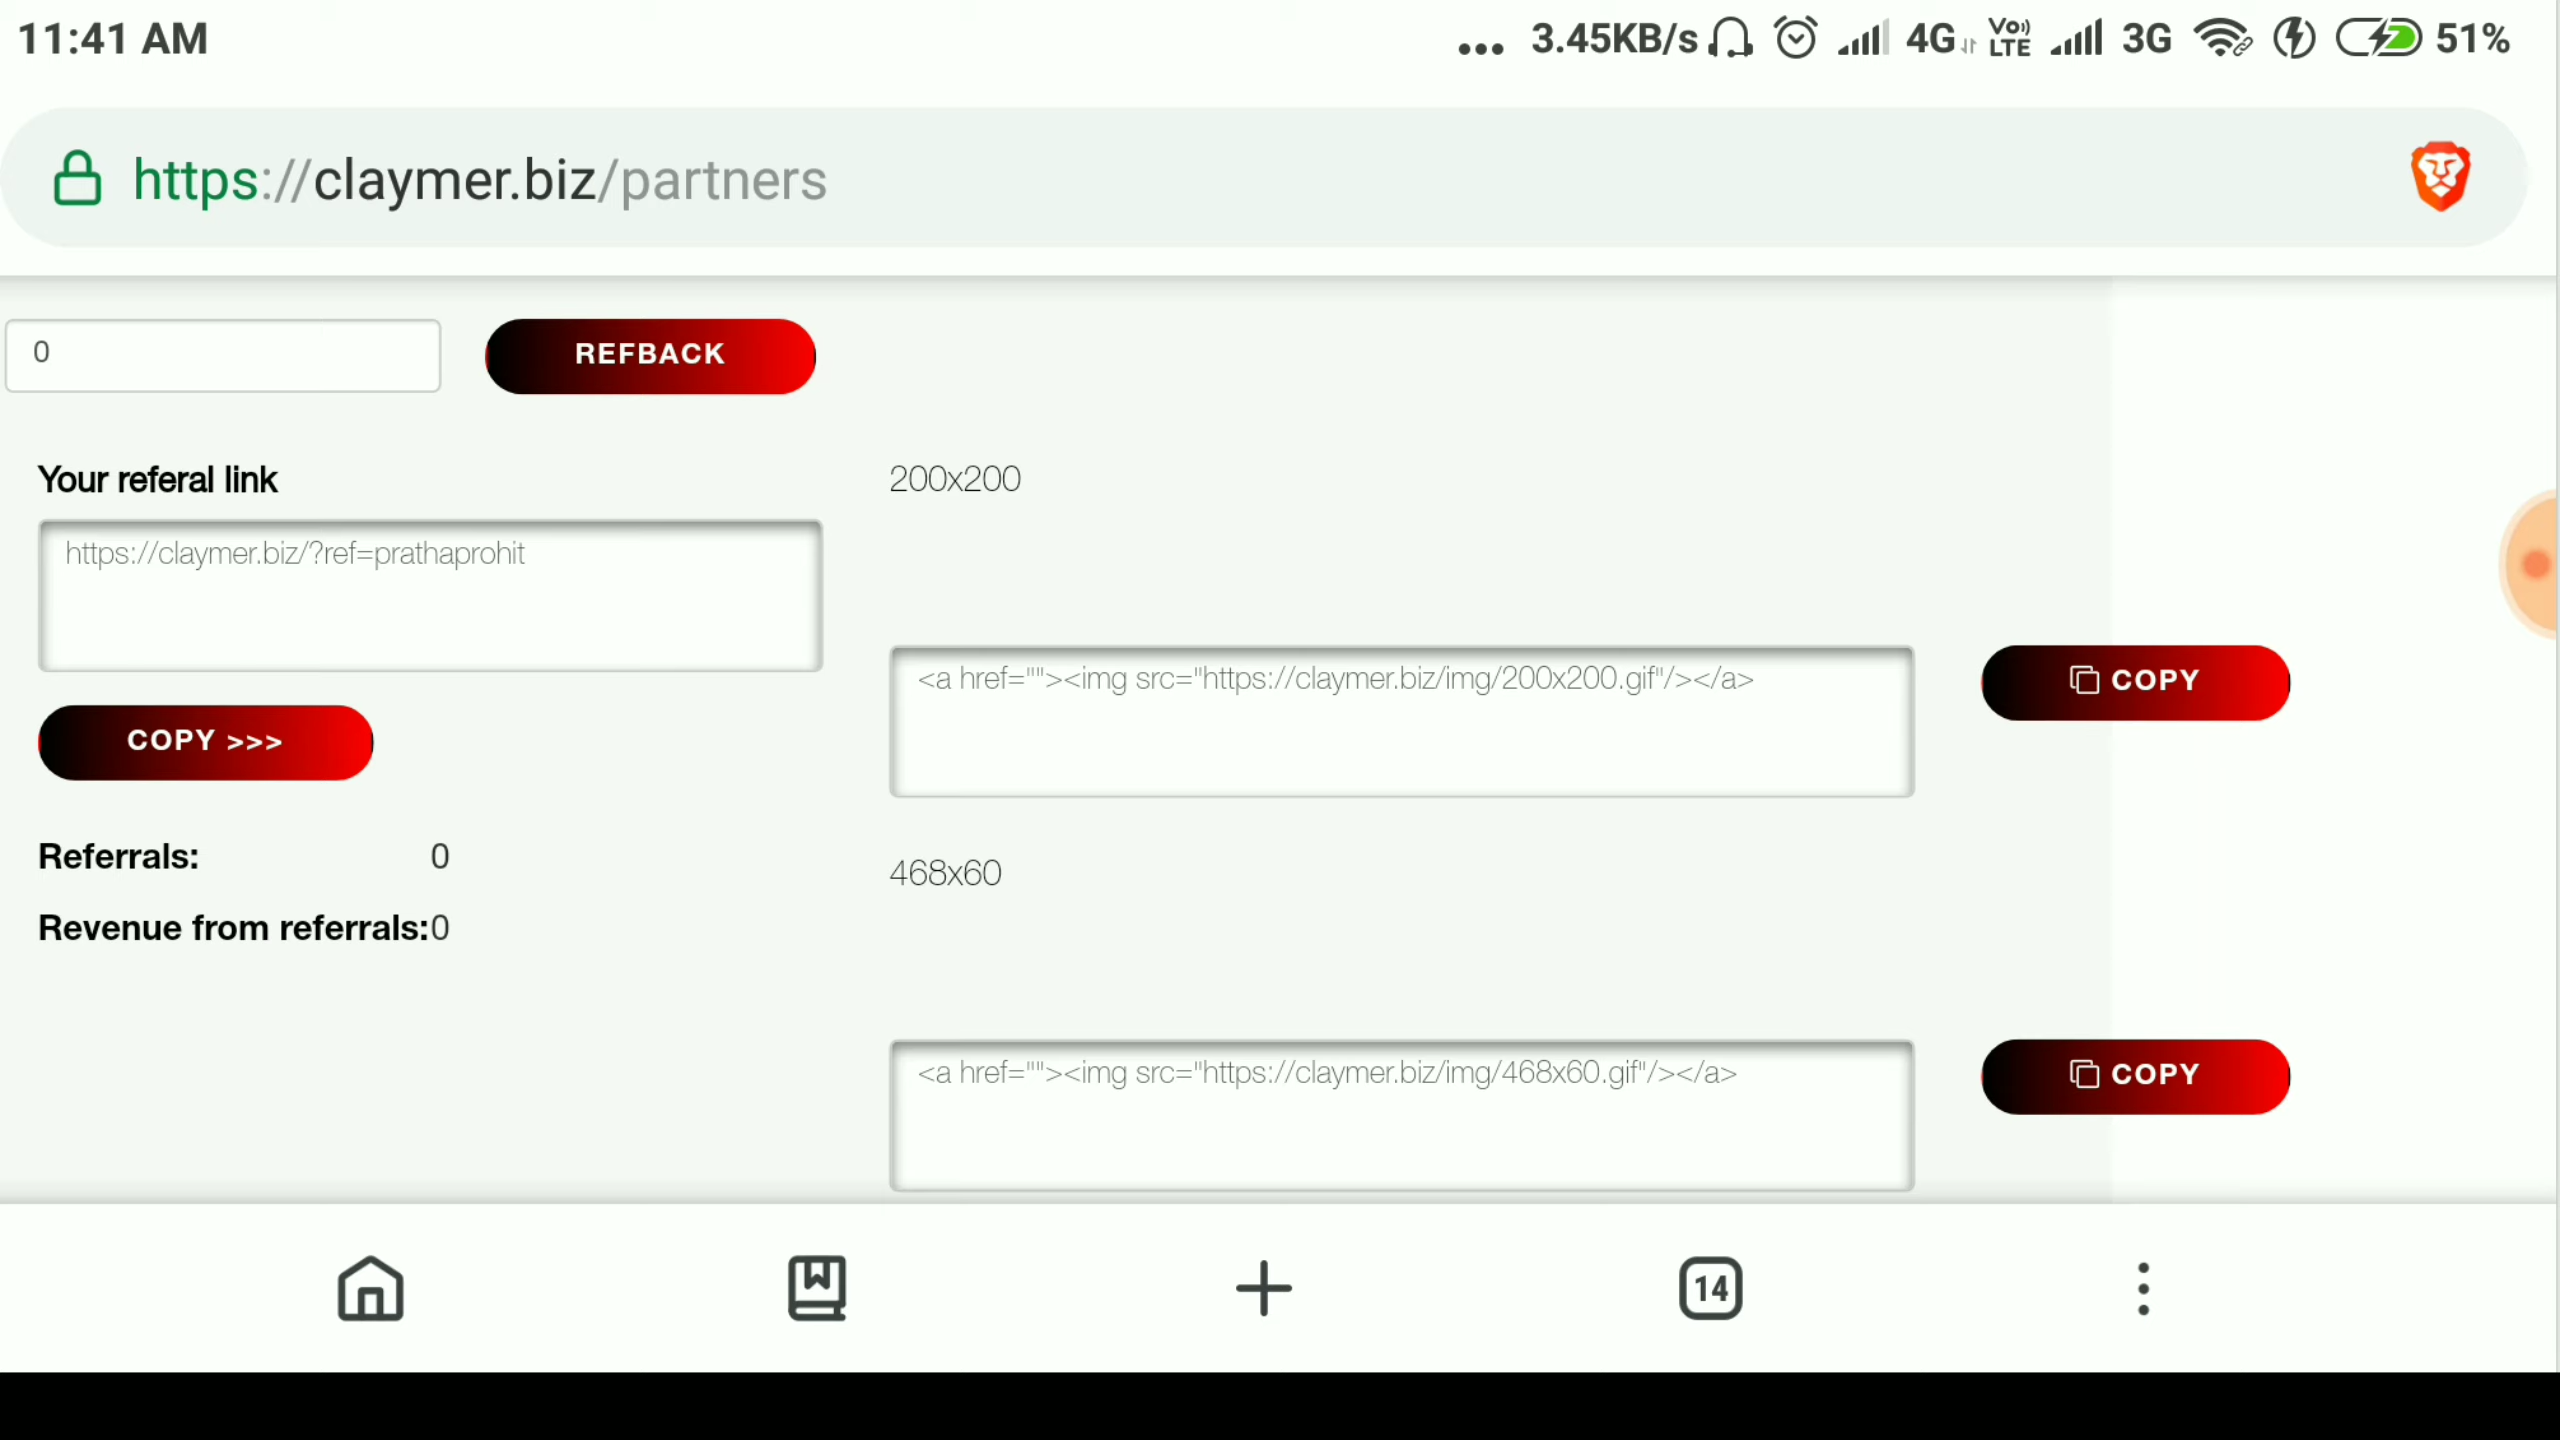 11:41 AM
... 3.45KB/s 4G Vo)) LTE 3G 51%
https://claymer.biz/partners
0
REFBACK
Your referal link
https://claymer.biz/?ref=prathaprohit
COPY >>>
Referrals: 0
Revenue from referrals:0
200x200
<a href=""><img src="https://claymer.biz/img/200x200.gif"/></a>
COPY
468x60
<a href=""><img src="https://claymer.biz/img/468x60.gif"/></a>
COPY
14